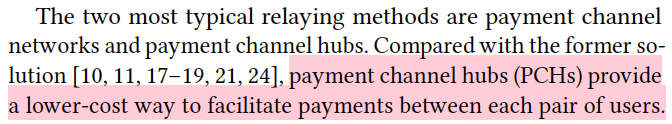 The two most typical relaying methods are payment channel
networks and payment channel hubs. Compared with the former so-
lution [10, 11, 17–19, 21, 24], payment channel hubs (PCHs) provide
a lower-cost way to facilitate payments between each pair of users.